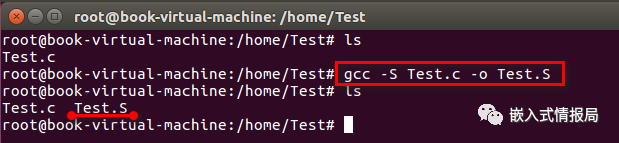 root@book-virtual-machine: /home/Test
root@book-virtual-machine:/home/Test# ls
Test.c
root@book-virtual-machine:/home/Test# gcc -S Test.c -o Test.S
root@book-virtual-machine:/home/Test# ls
Test.c  Test.S
root@book-virtual-machine:/home/Test#
嵌入式情报局